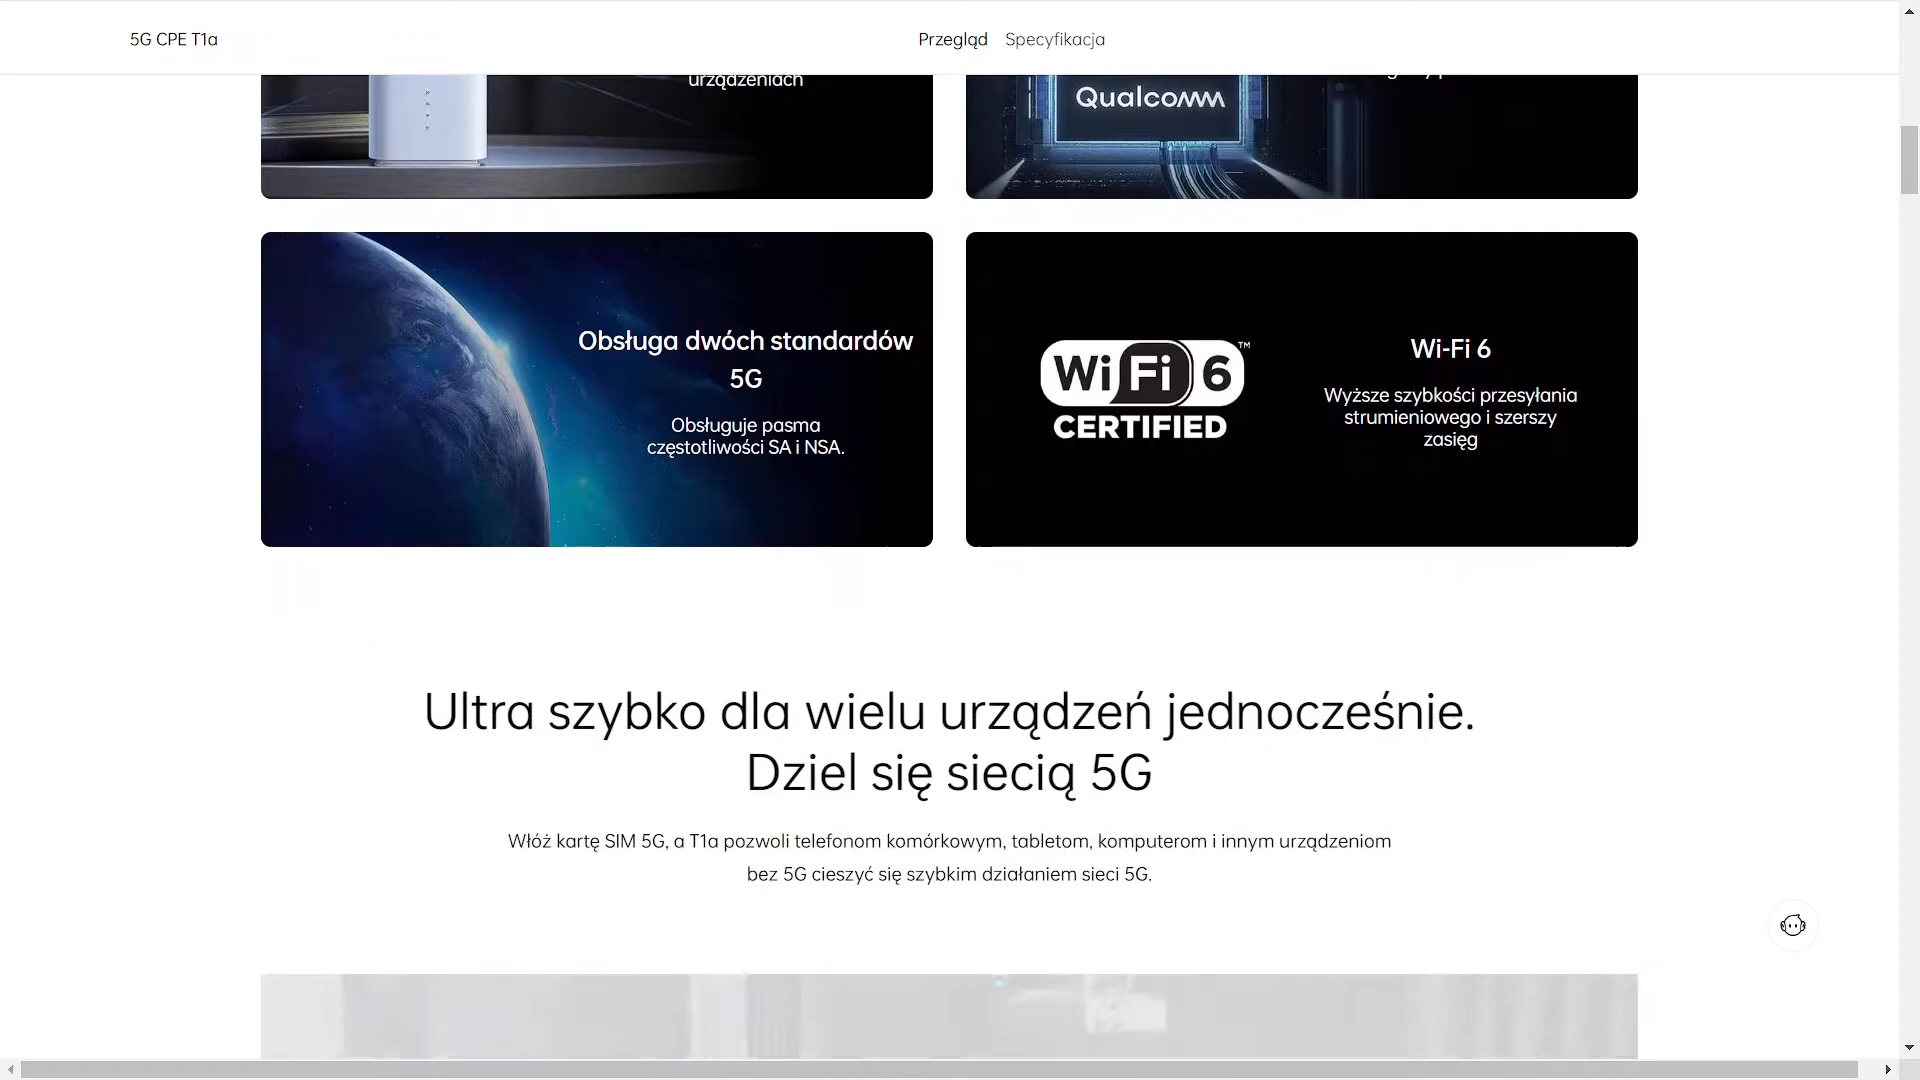 5G CPE T1a
Przegląd
Specyfikacja
urządzeniach
Qualcomm
Obsługa dwóch standardów
5G
Obsługuje pasma
częstotliwości SA i NSA.
Wi Fi 6 ™
CERTIFIED
Wi-Fi 6
Wyższe szybkości przesyłania
strumieniowego i szerszy
zasięg
Ultra szybko dla wielu urządzeń jednocześnie.
Dziel się siecią 5G
Włóż kartę SIM 5G, a T1a pozwoli telefonom komórkowym, tabletom, komputerom i innym urządzeniom
bez 5G cieszyć się szybkim działaniem sieci 5G.